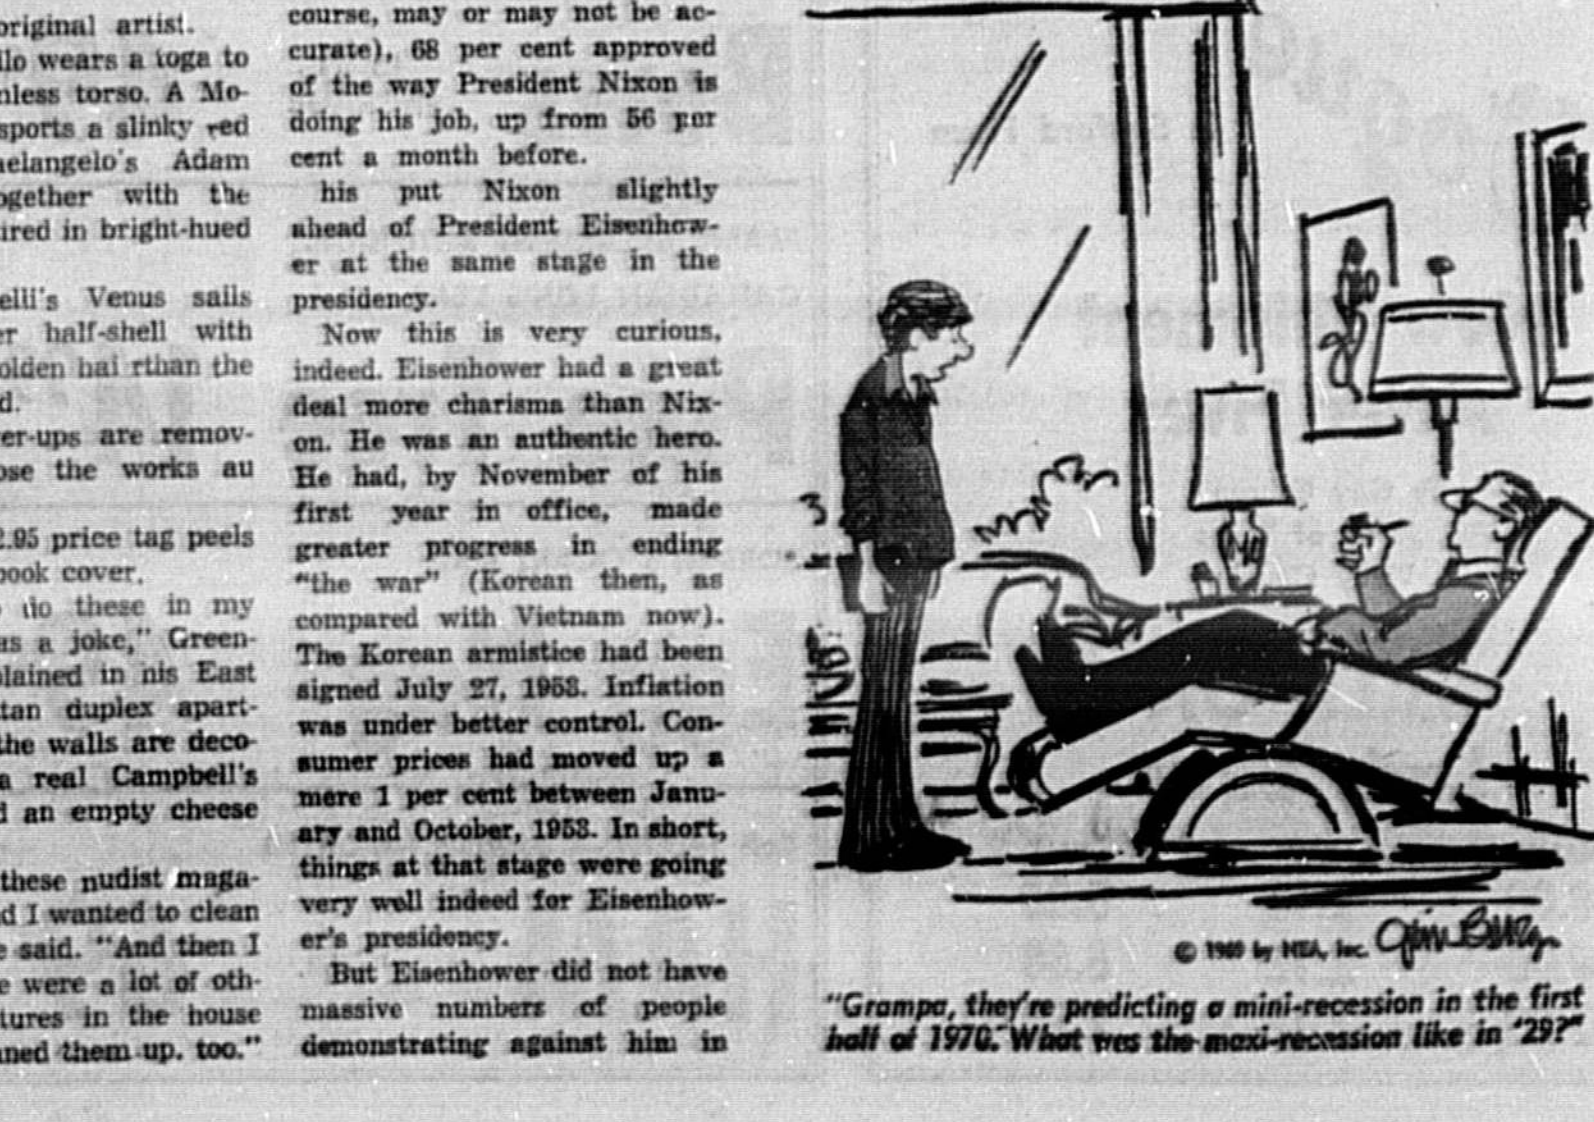 original artist.
llo wears a toga to
nless torso. A Mo-
sports a slinky red
aelangelo's Adam
ogether with the
ired in bright-hued
elli's Venus sails
er half-shell with
olden hai rthan the
d.
er-ups are remov-
ose the works au
2.95 price tag peels
book cover.
do these in my
as a joke," Green-
plained in nis East
tan duplex apart-
the walls are deco-
a real Campbell's
d an empty cheese
these nudist maga-
nd I wanted to clean
e said. "And then I
e were a lot of oth-
tures in the house
aned them up. too."
course, may or may not be ac-
curate), 68 per cent approved
of the way President Nixon is
doing his job, up from 56 per
cent a month before.
his put Nixon slightly
ahead of President Eisenhow-
er at the same stage in the
presidency.
Now this is very curious,
indeed. Eisenhower had a great
deal more charisma than Nix-
on. He was an authentic hero.
He had, by November of his
first year in office, made
greater progress in ending
"the war" (Korean then, as
compared with Vietnam now).
The Korean armistice had been
signed July 27, 1953. Inflation
was under better control. Con-
sumer prices had moved up a
mere 1 per cent between Janu-
ary and October, 1953. In short,
things at that stage were going
very well indeed for Eisenhow-
er's presidency.
But Eisenhower did not have
massive numbers of people
demonstrating against him in
© 1969 by NEA, Inc. Jim Berry
"Grampa, they're predicting a mini-recession in the first
half of 1970. What was the maxi-recession like in '29?"